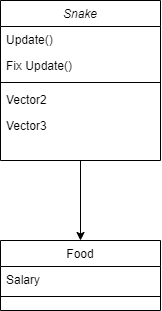 Snake
Update()
Fix Update()
Vector2
Vector3
Food
Salary